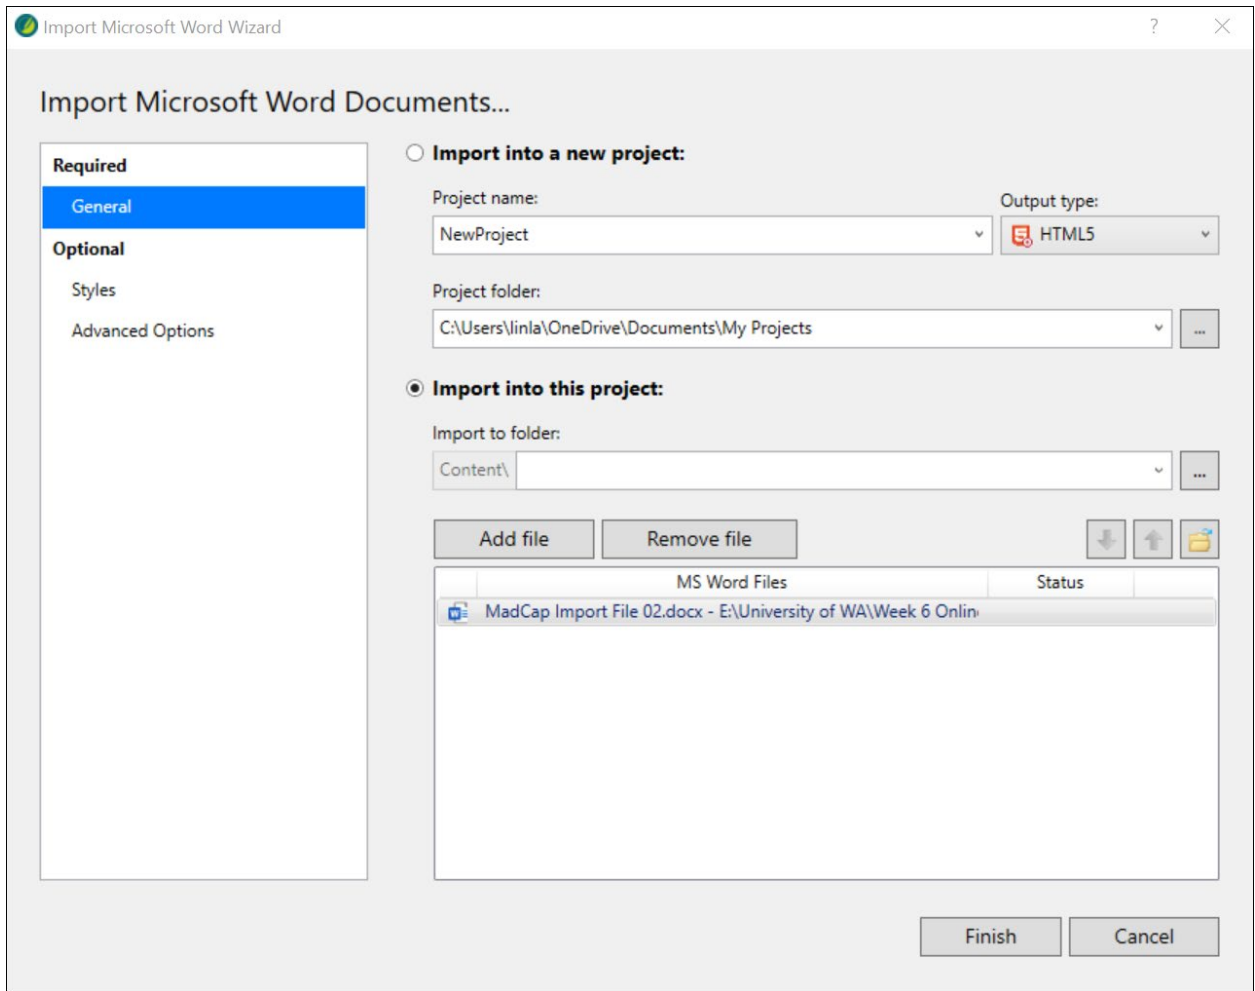 Import Microsoft Word Wizard
?
Import Microsoft Word Documents...
Required
General
Optional
Styles
Advanced Options
Import into a new project:
Project name:
Output type:
NewProject
HTML5
Project folder:
C:\Users\linla\OneDrive\Documents\My Projects
...
Import into this project:
Import to folder:
Content\
...
Add file
Remove file
MS Word Files
Status
MadCap Import File 02.docx - E:\University of WA\Week 6 Onlin
Finish
Cancel